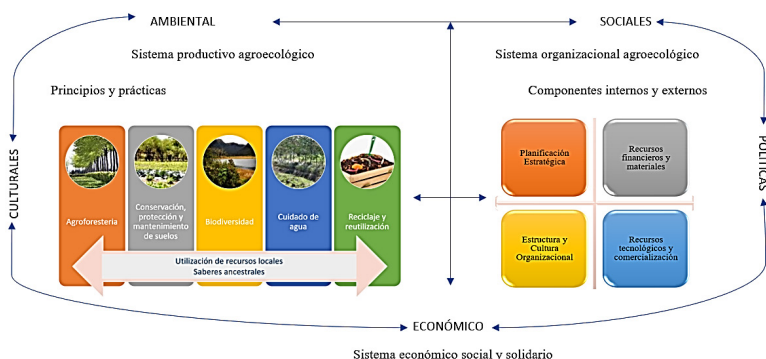 AMBIENTAL
SOCIALES
Sistema productivo agroecológico
Sistema organizacional agroecológico
Principios y prácticas
Componentes internos y externos
CULTURALES
POLITICAS
Agroforesteria
Conservación,
protección y
mantenimiento
de suelos
Biodiversidad
Cuidado de
agua
Reciclaje y
reutilización
Utilización de recursos locales
Saberes ancestrales
Planificación
Estratégica
Recursos
financieros y
materiales
Estructura y
Cultura
Organizacional
Recursos
tecnológicos y
comercialización
ECONÓMICO
Sistema económico social y solidario